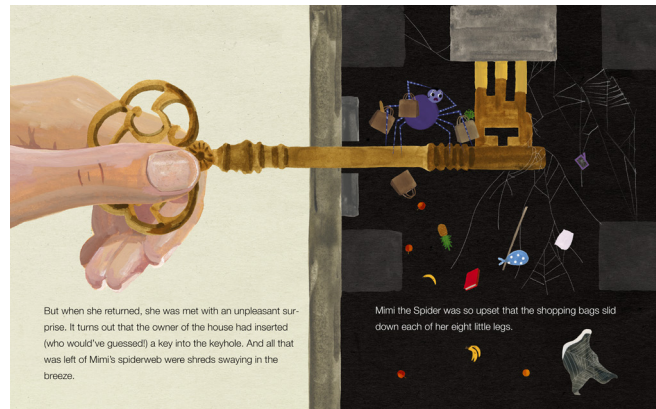 But when she returned, she was met with an unpleasant sur-
prise. It turns out that the owner of the house had inserted
(who would've guessed!) a key into the keyhole. And all that
was left of Mimi's spiderweb were shreds swaying in the
breeze.
Mimi the Spider was so upset that the shopping bags slid
down each of her eight little legs.